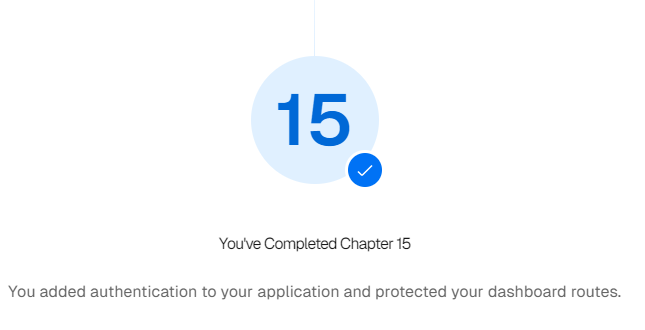 15
You've Completed Chapter 15
You added authentication to your application and protected your dashboard routes.